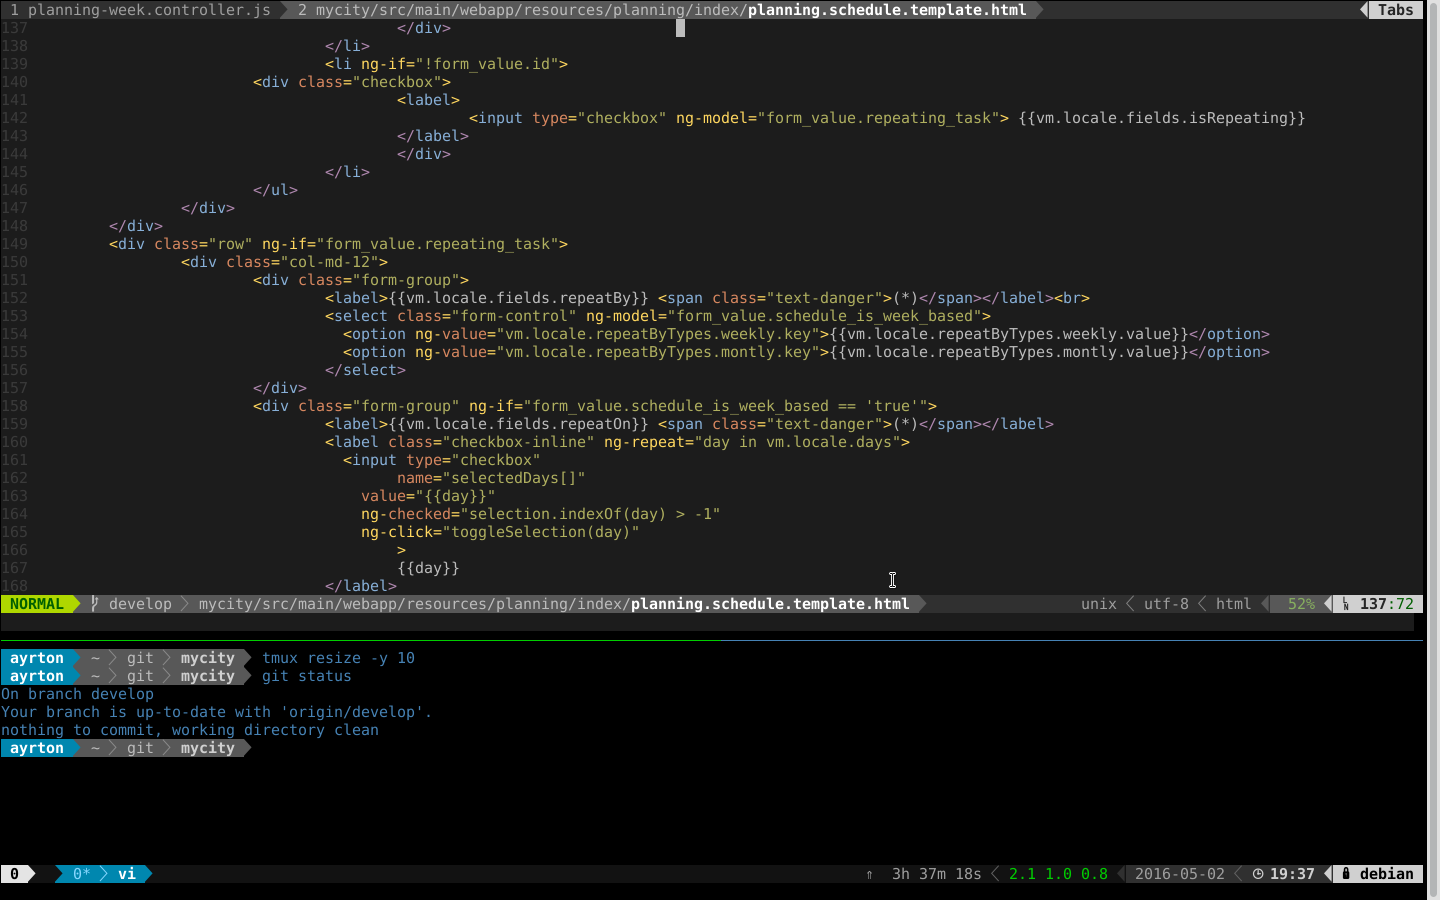 1 planning-week.controller.js 2 mycity/src/main/webapp/resources/planning/index/planning.schedule.template.html Tabs
137 </div>
138 </li>
139 <li ng-if="!form_value.id">
140 <div class="checkbox">
141 <label>
142 <input type="checkbox" ng-model="form_value.repeating_task"> {{vm.locale.fields.isRepeating}}
143 </label>
144 </div>
145 </li>
146 </ul>
147 </div>
148 </div>
149 <div class="row" ng-if="form_value.repeating_task">
150 <div class="col-md-12">
151 <div class="form-group">
152 <label>{{vm.locale.fields.repeatBy}} <span class="text-danger">(*)</span></label><br>
153 <select class="form-control" ng-model="form_value.schedule_is_week_based">
154 <option ng-value="vm.locale.repeatByTypes.weekly.key">{{vm.locale.repeatByTypes.weekly.value}}</option>
155 <option ng-value="vm.locale.repeatByTypes.montly.key">{{vm.locale.repeatByTypes.montly.value}}</option>
156 </select>
157 </div>
158 <div class="form-group" ng-if="form_value.schedule_is_week_based == 'true'">
159 <label>{{vm.locale.fields.repeatOn}} <span class="text-danger">(*)</span></label>
160 <label class="checkbox-inline" ng-repeat="day in vm.locale.days">
161 <input type="checkbox"
162 name="selectedDays[]"
163 value="{{day}}"
164 ng-checked="selection.indexOf(day) > -1"
165 ng-click="toggleSelection(day)"
166 >
167 {{day}}
168 </label>
NORMAL develop mycity/src/main/webapp/resources/planning/index/planning.schedule.template.html unix utf-8 html 52% LN 137:72
ayrton ~ git mycity tmux resize -y 10
ayrton ~ git mycity git status
On branch develop
Your branch is up-to-date with 'origin/develop'.
nothing to commit, working directory clean
ayrton ~ git mycity
0 0* vi ⇑ 3h 37m 18s 2.1 1.0 0.8 2016-05-02 19:37 debian